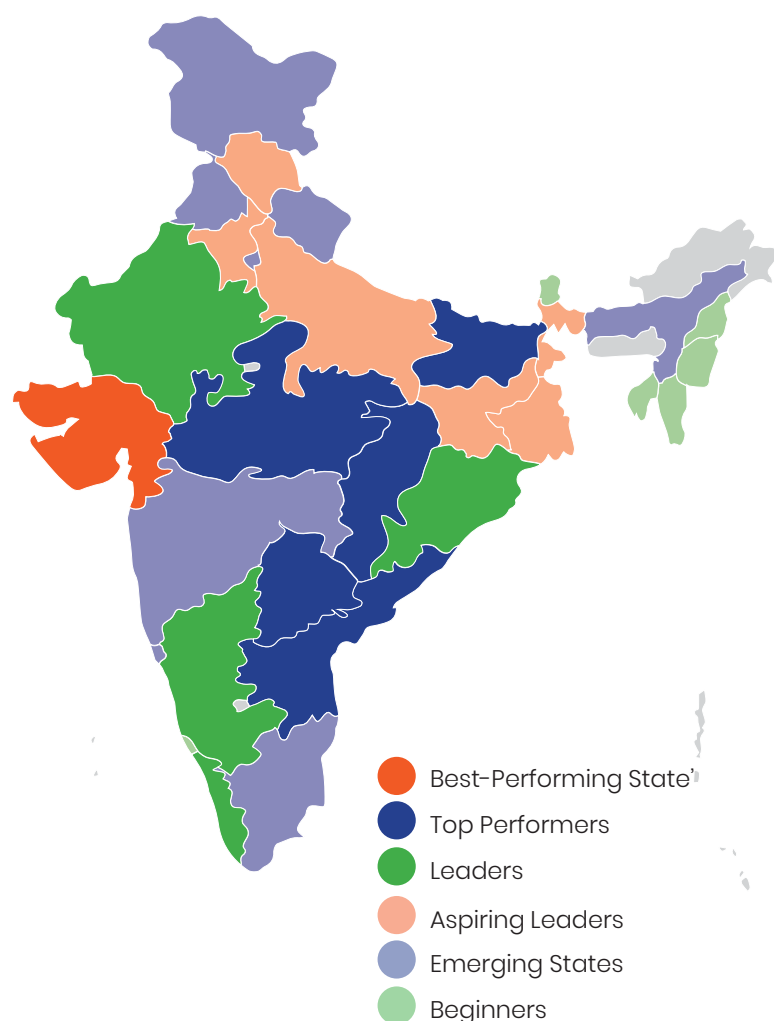 Best-Performing State’
Top Performers
Leaders
Aspiring Leaders
Emerging States
Beginners